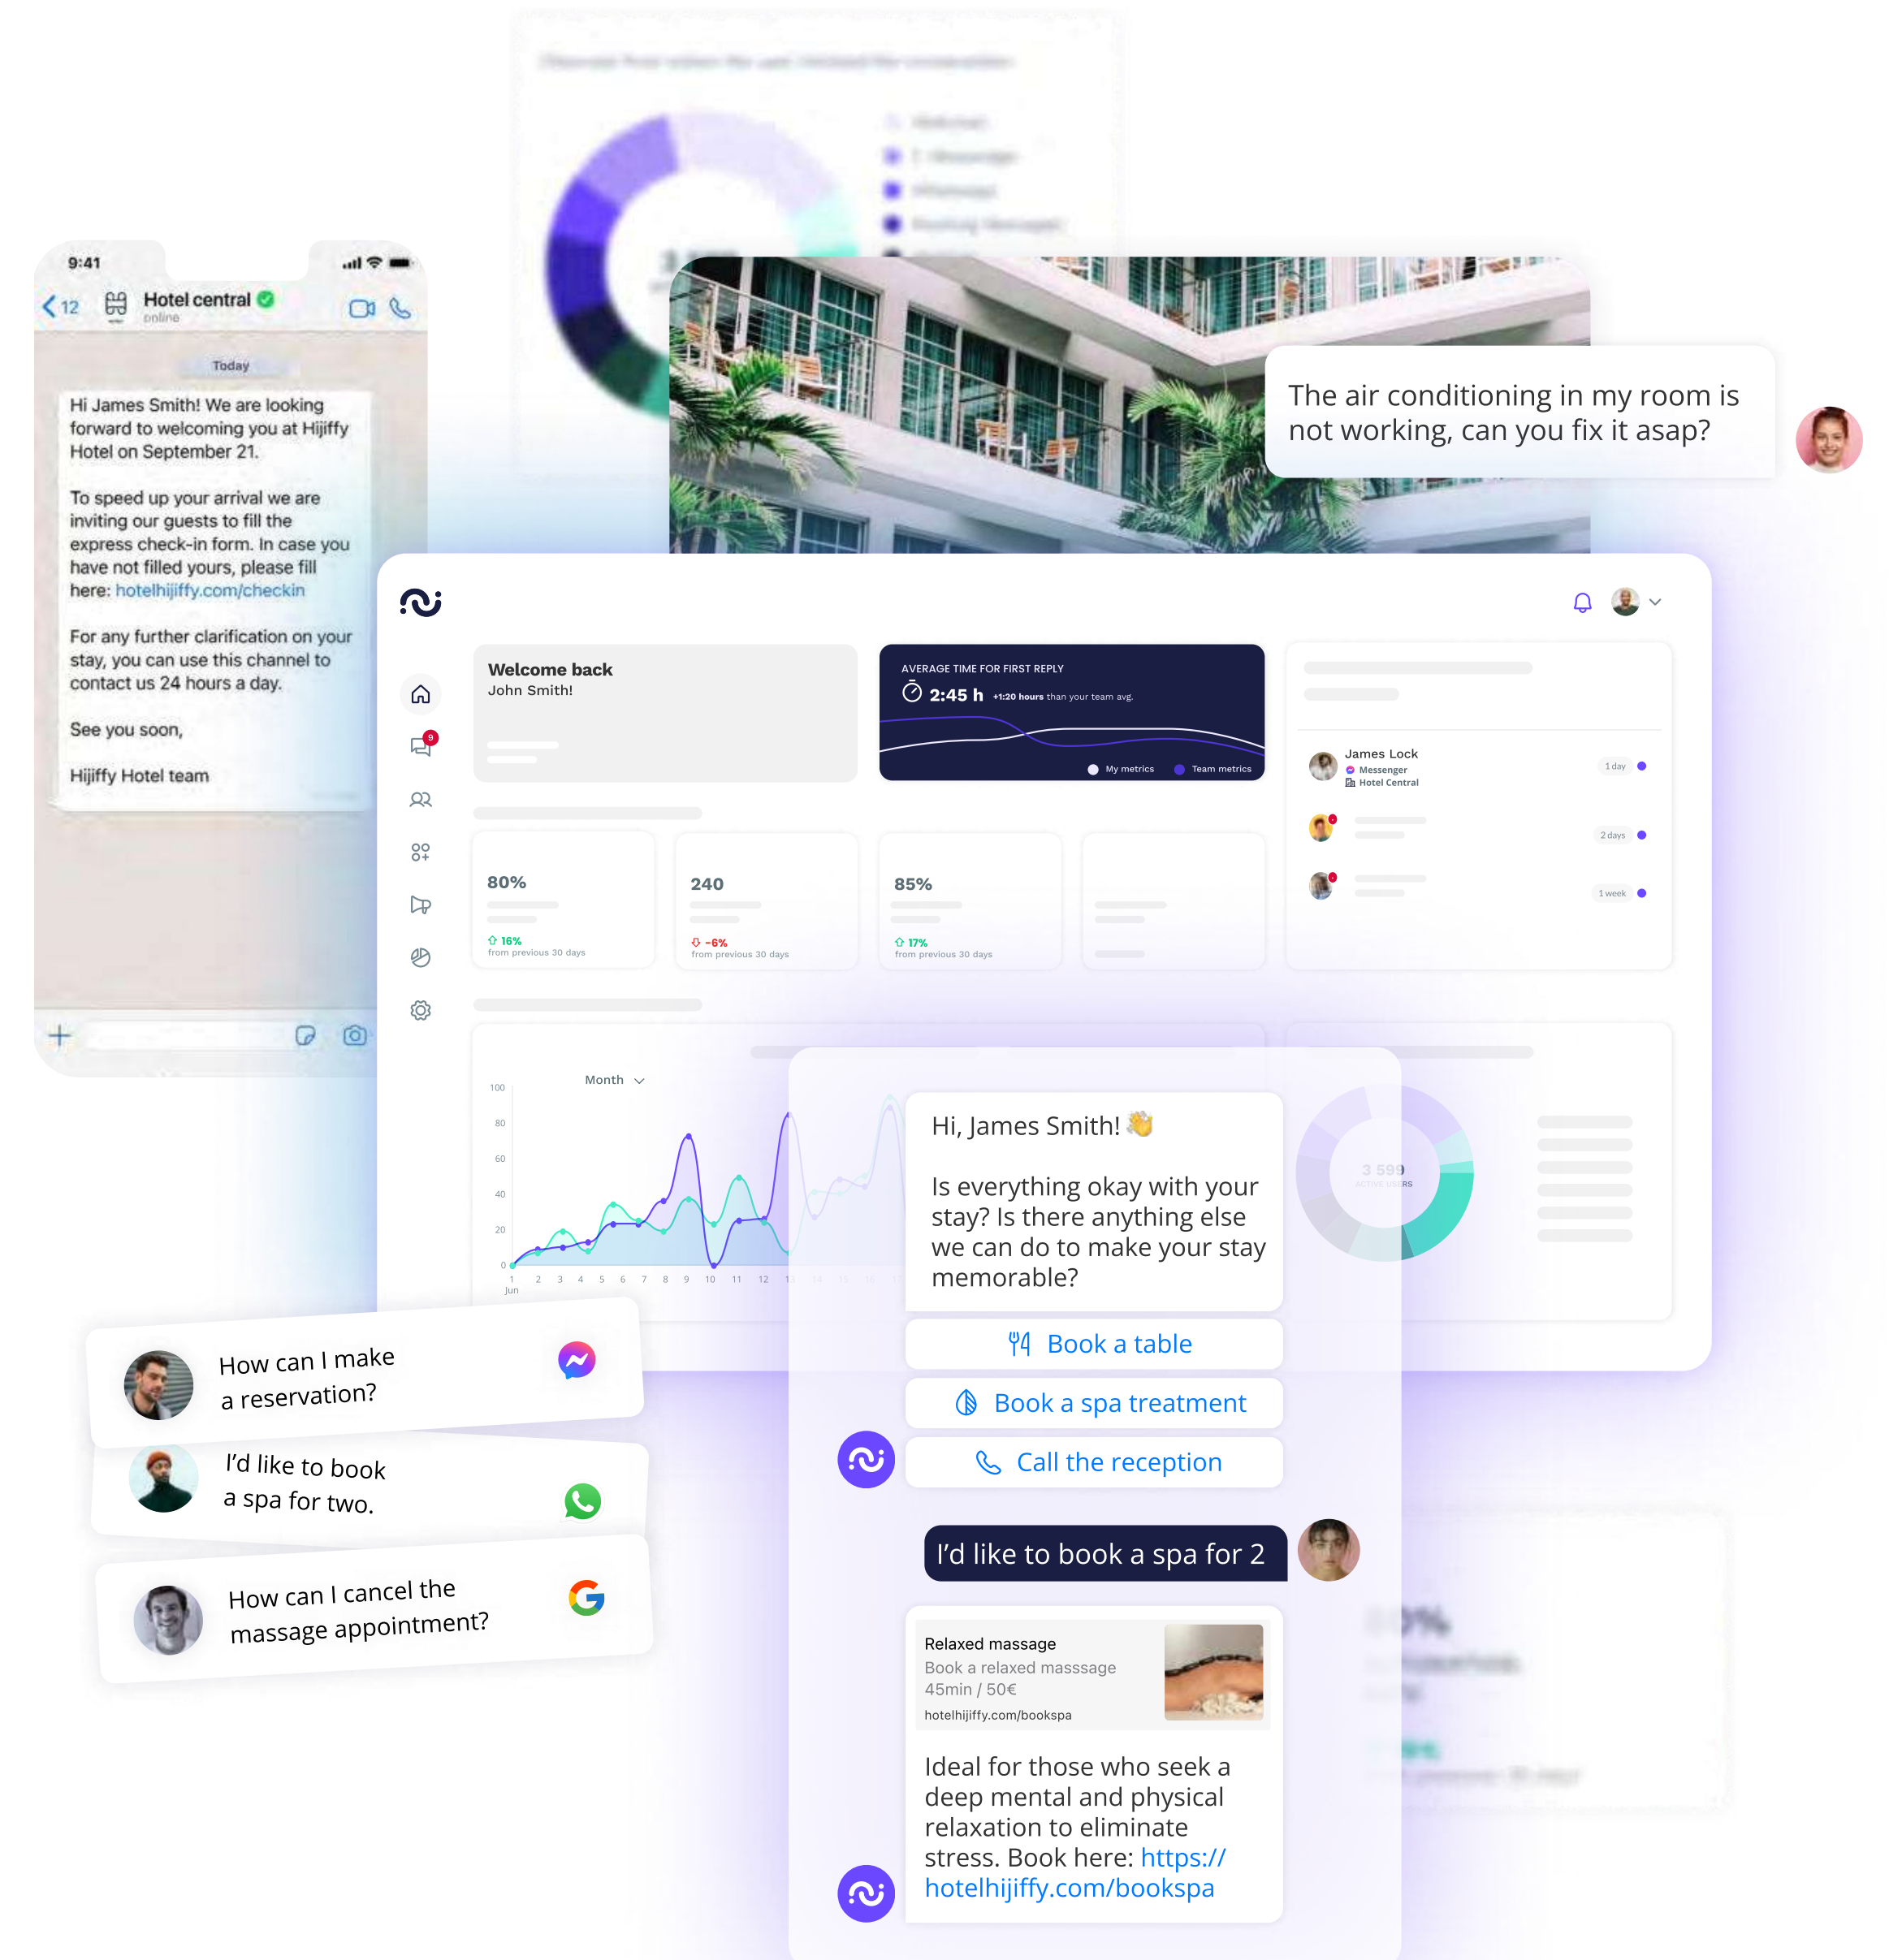 9:41
12
Hotel central
online
Today
Hi James Smith! We are looking
forward to welcoming you at Hijiffy
Hotel on September 21.
To speed up your arrival we are
inviting our guests to fill the
express check-in form. In case you
have not filled yours, please fill
here: hotelhijiffy.com/checkin
For any further clarification on your
stay, you can use this channel to
contact us 24 hours a day.
See you soon,
Hijiffy Hotel team
The air conditioning in my room is
not working, can you fix it asap?
9
Welcome back
John Smith!
AVERAGE TIME FOR FIRST REPLY
2:45 h +1:20 hours than your team avg.
My metrics
Team metrics
James Lock
Messenger
Hotel Central
1 day
2 days
1 week
80%
16%
from previous 30 days
240
-6%
from previous 30 days
85%
17%
from previous 30 days
Month
100
80
60
40
20
0
1 2 3 4 5 6 7 8 9 10 11 12 13 14 15 16 17
Jun
3 599
ACTIVE USERS
Hi, James Smith! 👋
Is everything okay with your
stay? Is there anything else
we can do to make your stay
memorable?
Book a table
Book a spa treatment
Call the reception
I'd like to book a spa for 2
Relaxed massage
Book a relaxed masssage
45min / 50€
hotelhijiffy.com/bookspa
Ideal for those who seek a
deep mental and physical
relaxation to eliminate
stress. Book here: https://
hotelhijiffy.com/bookspa
How can I make
a reservation?
I'd like to book
a spa for two.
How can I cancel the
massage appointment?